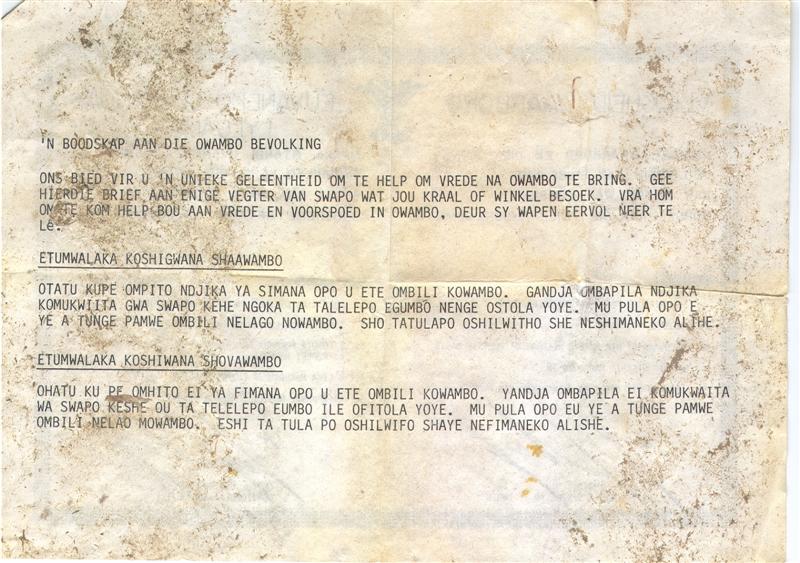 'N BOODSKAP AAN DIE OWAMBO BEVOLKING
ONS BIED VIR U 'N UNIEKE GELEENTHEID OM TE HELP OM VREDE NA OWAMBO TE BRING. GEE
HIERDIE BRIEF AAN ENIGE VEGTER VAN SWAPO WAT JOU KRAAL OF WINKEL BESOEK. VRA HOM
OM TE KOM HELP BOU AAN VREDE EN VOORSPOED IN OWAMBO, DEUR SY WAPEN EERVOL NEER TE
Lê.
ETUMWALAKA KOSHIGWANA SHAAWAMBO
OTATU KUPE OMPITO NDJIKA YA SIMANA OPO U ETE OMBILI KOWAMBO. GANDJA OMBAPILA NDJIKA
KOMUKWIITA GWA SWAPO KEHE NGOKA TA TALELEPO EGUMBO NENGE OSTOLA YOYE. MU PULA OPO E
YE A TUNGE PAMWE OMBILI NELAGO NOWAMBO. SHO TATULAPO OSHILWITHO SHE NESHIMANEKO ALIHE.
ETUMWALAKA KOSHIWANA SHOVAWAMBO
OHATU KU PE OMHITO EI YA FIMANA OPO U ETE OMBILI KOWAMBO. YANDJA OMBAPILA EI KOMUKWAITA
WA SWAPO KESHE OU TA TELELEPO EUMBO ILE OFITOLA YOYE. MU PULA OPO EU YE A TUNGE PAMWE
OMBILI NELAO MOWAMBO. ESHI TA TULA PO OSHILWIFO SHAYE NEFIMANEKO ALISHE.